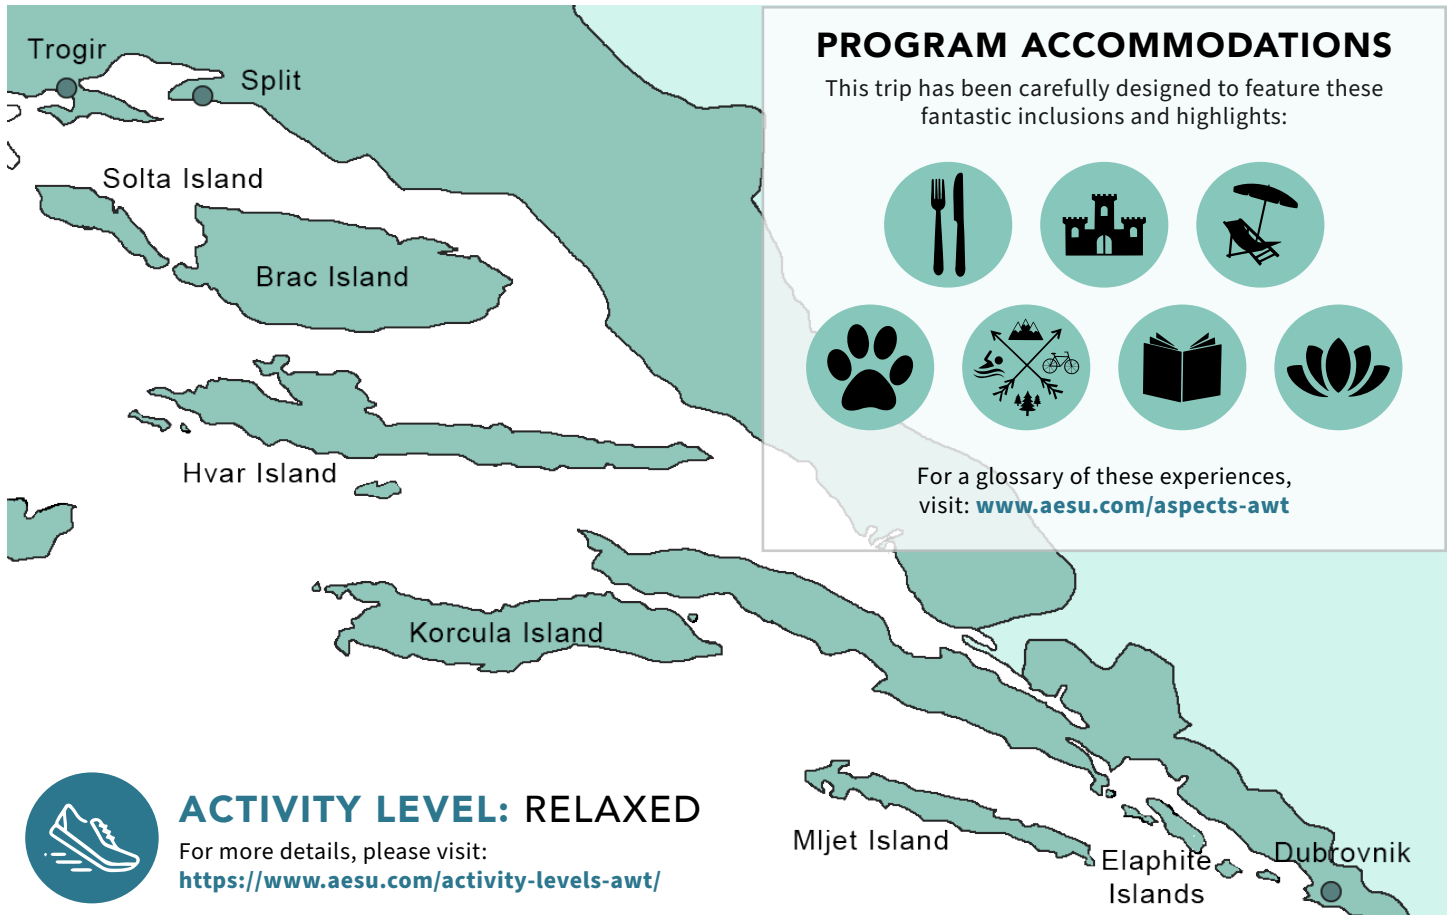 Trogir
Split
Solta Island
Brac Island
Hvar Island
Korcula Island
Mljet Island
Elaphite
Islands
Dubrovnik
PROGRAM ACCOMMODATIONS
This trip has been carefully designed to feature these
fantastic inclusions and highlights:
For a glossary of these experiences,
visit: www.aesu.com/aspects-awt
ACTIVITY LEVEL: RELAXED
For more details, please visit:
https://www.aesu.com/activity-levels-awt/